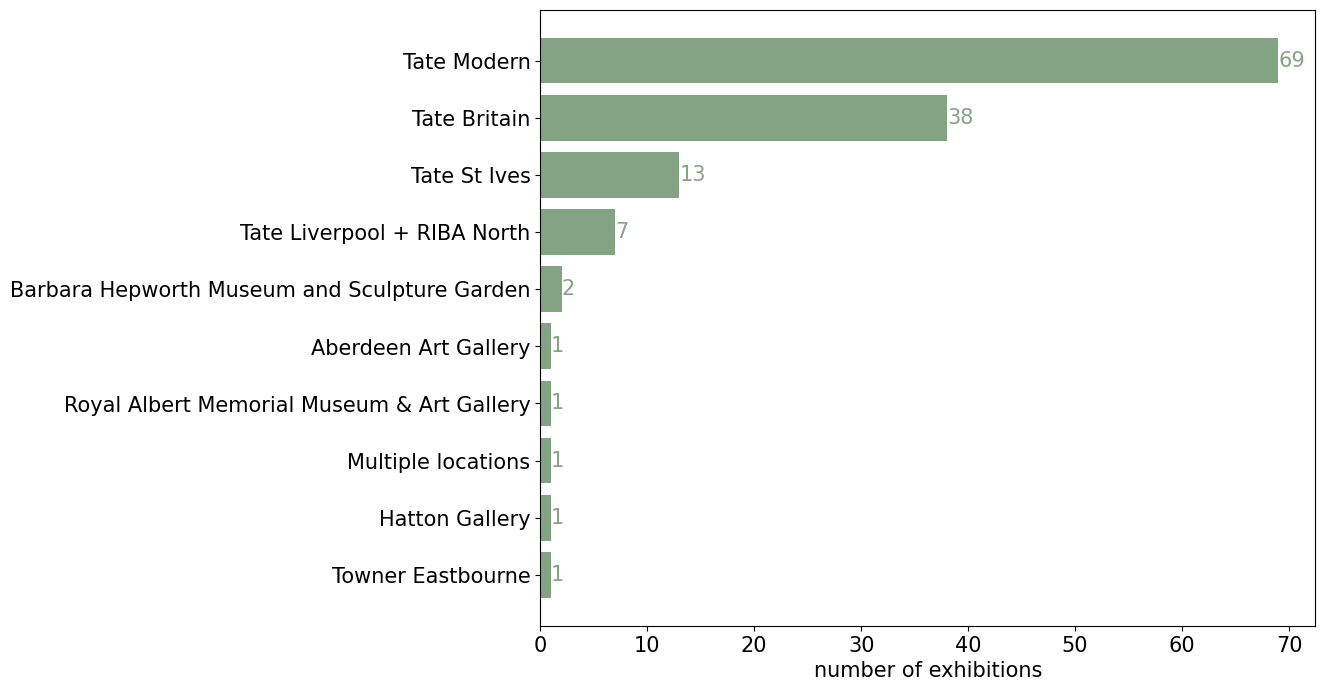 Tate Modern 69
Tate Britain 38
Tate St Ives 13
Tate Liverpool + RIBA North 7
Barbara Hepworth Museum and Sculpture Garden 2
Aberdeen Art Gallery 1
Royal Albert Memorial Museum & Art Gallery 1
Multiple locations 1
Hatton Gallery 1
Towner Eastbourne 1
0 10 20 30 40 50 60 70
number of exhibitions